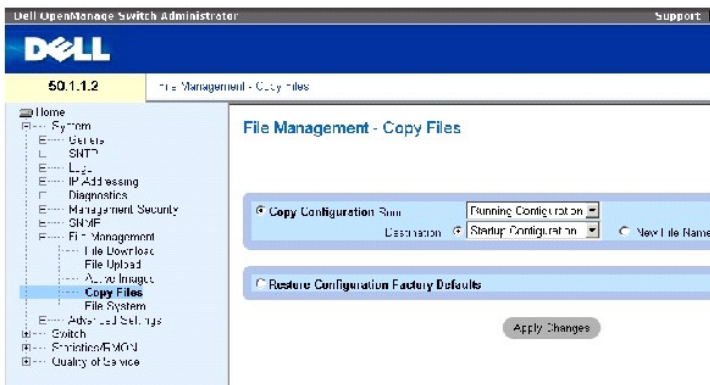 Dell OpenManage Switch Administrator
Support
DELL
50.1.1.2
File Management - Copy Files
Home
System
General
SNTP
Logs
IP Addressing
Diagnostics
Management Security
SNMP
File Management
File Download
File Upload
Active Images
Copy Files
File System
Advanced Settings
Switch
Statistics/RMON
Quality of Service
File Management - Copy Files
Copy Configuration Source Running Configuration
Destination Startup Configuration New File Name
Restore Configuration Factory Defaults
Apply Changes